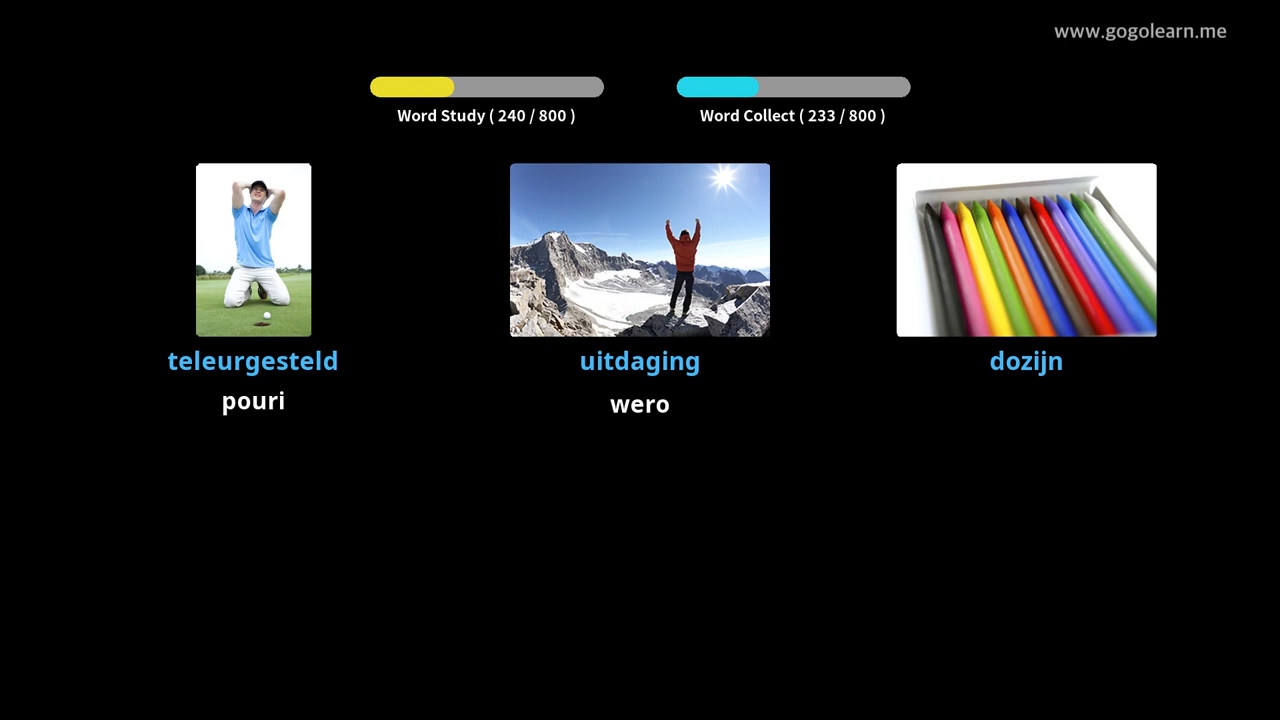 www.gogolearn.me
Word Study ( 240 / 800 )
Word Collect ( 233 / 800 )
teleurgesteld
pouri
uitdaging
wero
dozijn